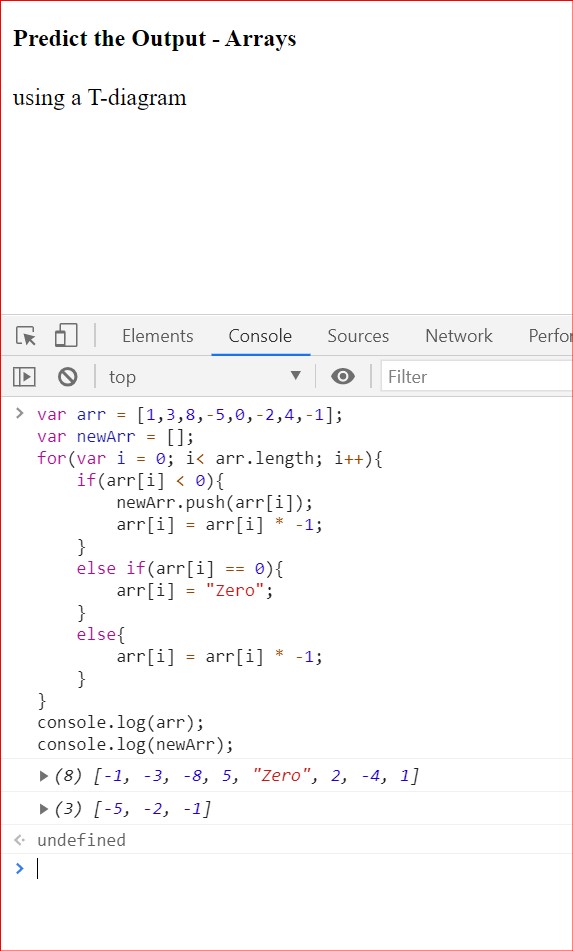 Predict the Output - Arrays
using a T-diagram
Elements Console Sources Network Perfor
top ▼ Filter
> var arr = [1,3,8,-5,0,-2,4,-1];
var newArr = [];
for(var i = 0; i< arr.length; i++){
    if(arr[i] < 0){
        newArr.push(arr[i]);
        arr[i] = arr[i] * -1;
    }
    else if(arr[i] == 0){
        arr[i] = "Zero";
    }
    else{
        arr[i] = arr[i] * -1;
    }
}
console.log(arr);
console.log(newArr);
▶ (8) [-1, -3, -8, 5, "Zero", 2, -4, 1]
▶ (3) [-5, -2, -1]
undefined
>